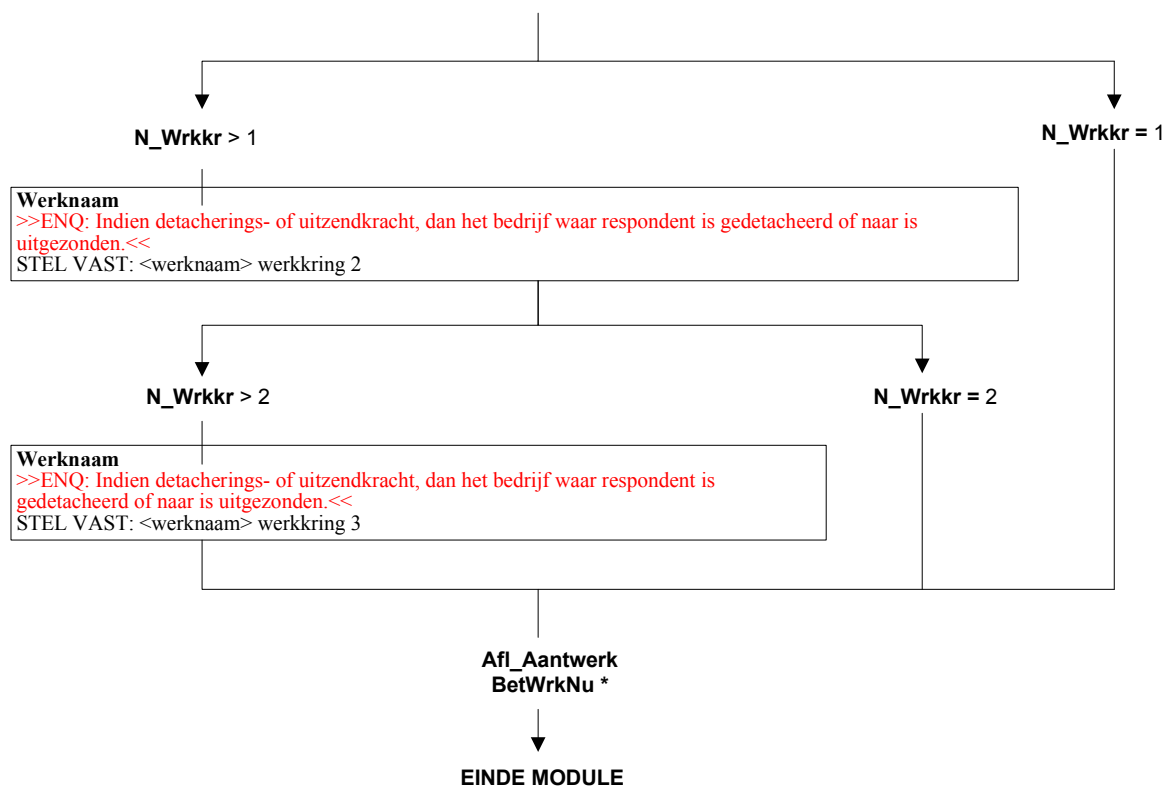 N_Wrkkr > 1
N_Wrkkr = 1
Werknaam
>>ENQ: Indien detacherings- of uitzendkracht, dan het bedrijf waar respondent is gedetacheerd of naar is
uitgezonden.<<
STEL VAST: <werknaam> werkkring 2
N_Wrkkr > 2
N_Wrkkr = 2
Werknaam
>>ENQ: Indien detacherings- of uitzendkracht, dan het bedrijf waar respondent is
gedetacheerd of naar is uitgezonden.<<
STEL VAST: <werknaam> werkkring 3
Afl_Aantwerk
BetWrkNu *
EINDE MODULE